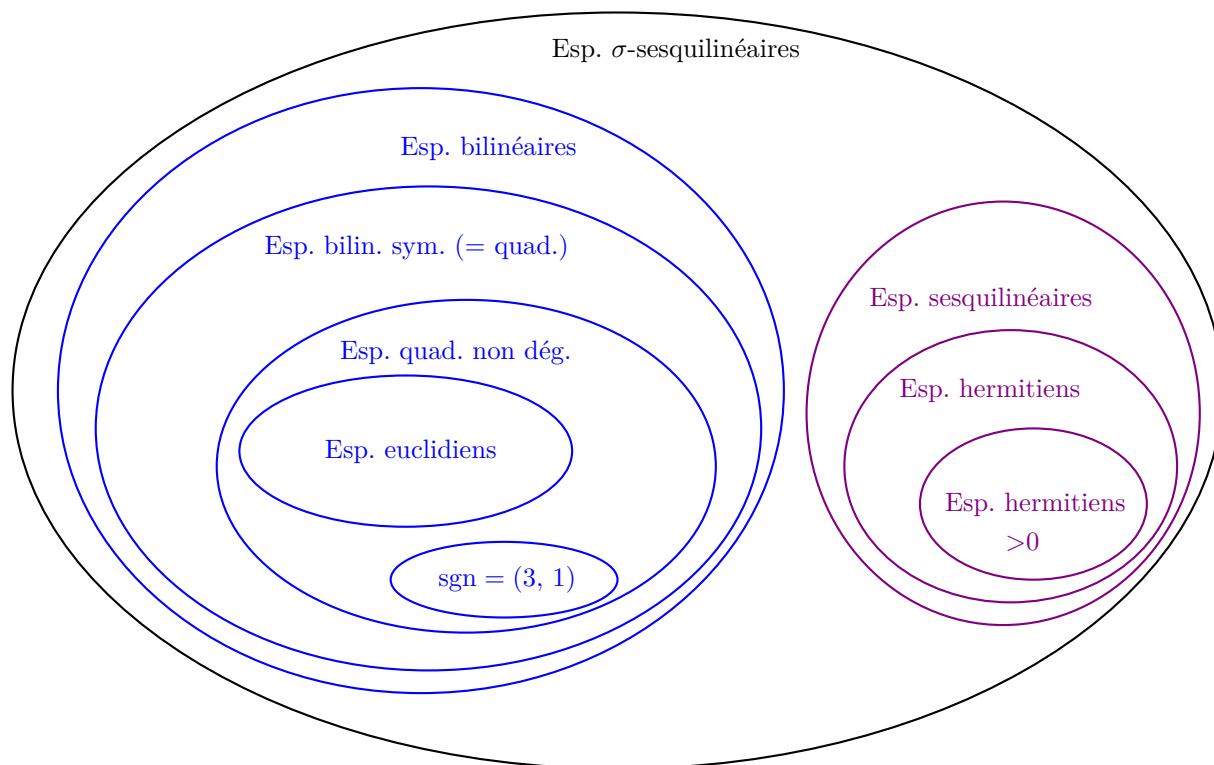 Esp. σ-sesquilinéaires
Esp. bilinéaires
Esp. bilin. sym. (= quad.)
Esp. quad. non dég.
Esp. euclidiens
sgn = (3, 1)
Esp. sesquilinéaires
Esp. hermitiens
Esp. hermitiens
>0